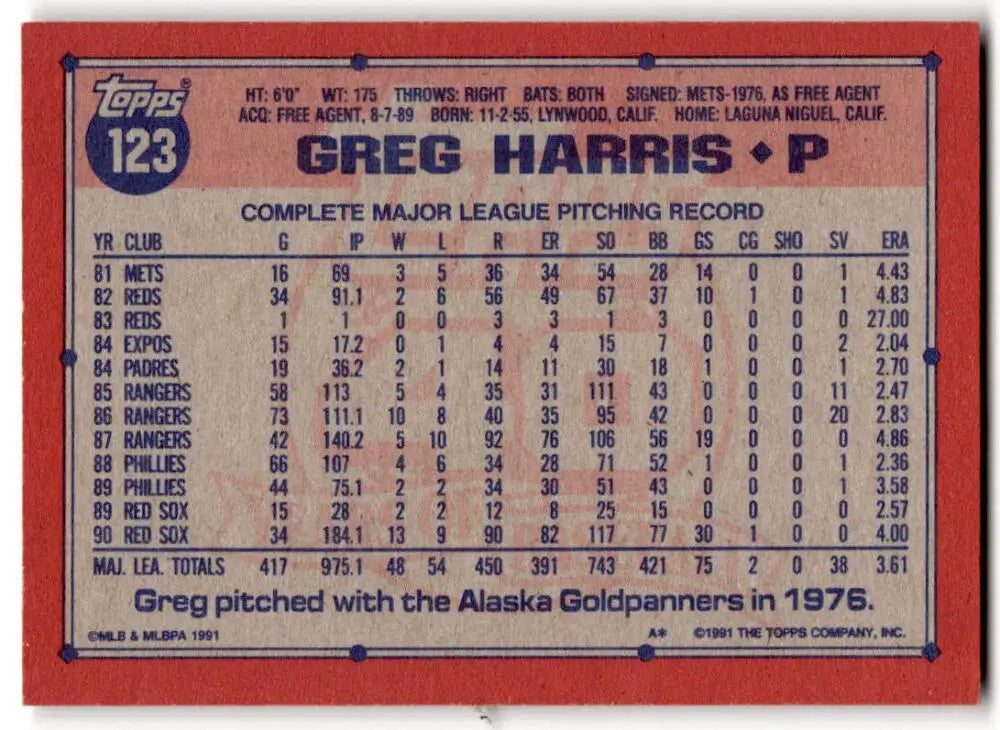 Topps®
123
HT: 6'0" WT: 175 THROWS: RIGHT BATS: BOTH SIGNED: METS-1976, AS FREE AGENT
ACQ: FREE AGENT, 8-7-89 BORN: 11-2-55, LYNWOOD, CALIF. HOME: LAGUNA NIGUEL, CALIF.
GREG HARRIS ◆ P
COMPLETE MAJOR LEAGUE PITCHING RECORD
YR CLUB G IP W L R ER SO BB GS CG SHO SV ERA
81 METS 16 69 3 5 36 34 54 28 14 0 0 1 4.43
82 REDS 34 91.1 2 6 56 49 67 37 10 1 0 1 4.83
83 REDS 1 1 0 0 3 3 1 3 0 0 0 0 27.00
84 EXPOS 15 17.2 0 1 4 4 15 7 0 0 0 2 2.04
84 PADRES 19 36.2 2 1 14 11 30 18 1 0 0 1 2.70
85 RANGERS 58 113 5 4 35 31 111 43 0 0 0 11 2.47
86 RANGERS 73 111.1 10 8 40 35 95 42 0 0 0 20 2.83
87 RANGERS 42 140.2 5 10 92 76 106 56 19 0 0 0 4.86
88 PHILLIES 66 107 4 6 34 28 71 52 1 0 0 1 2.36
89 PHILLIES 44 75.1 2 2 34 30 51 43 0 0 0 1 3.58
89 RED SOX 15 28 2 2 12 8 25 15 0 0 0 0 2.57
90 RED SOX 34 184.1 13 9 90 82 117 77 30 1 0 0 4.00
MAJ. LEA. TOTALS 417 975.1 48 54 450 391 743 421 75 2 0 38 3.61
Greg pitched with the Alaska Goldpanners in 1976.
©MLB & MLBPA 1991 A* ©1991 THE TOPPS COMPANY, INC.